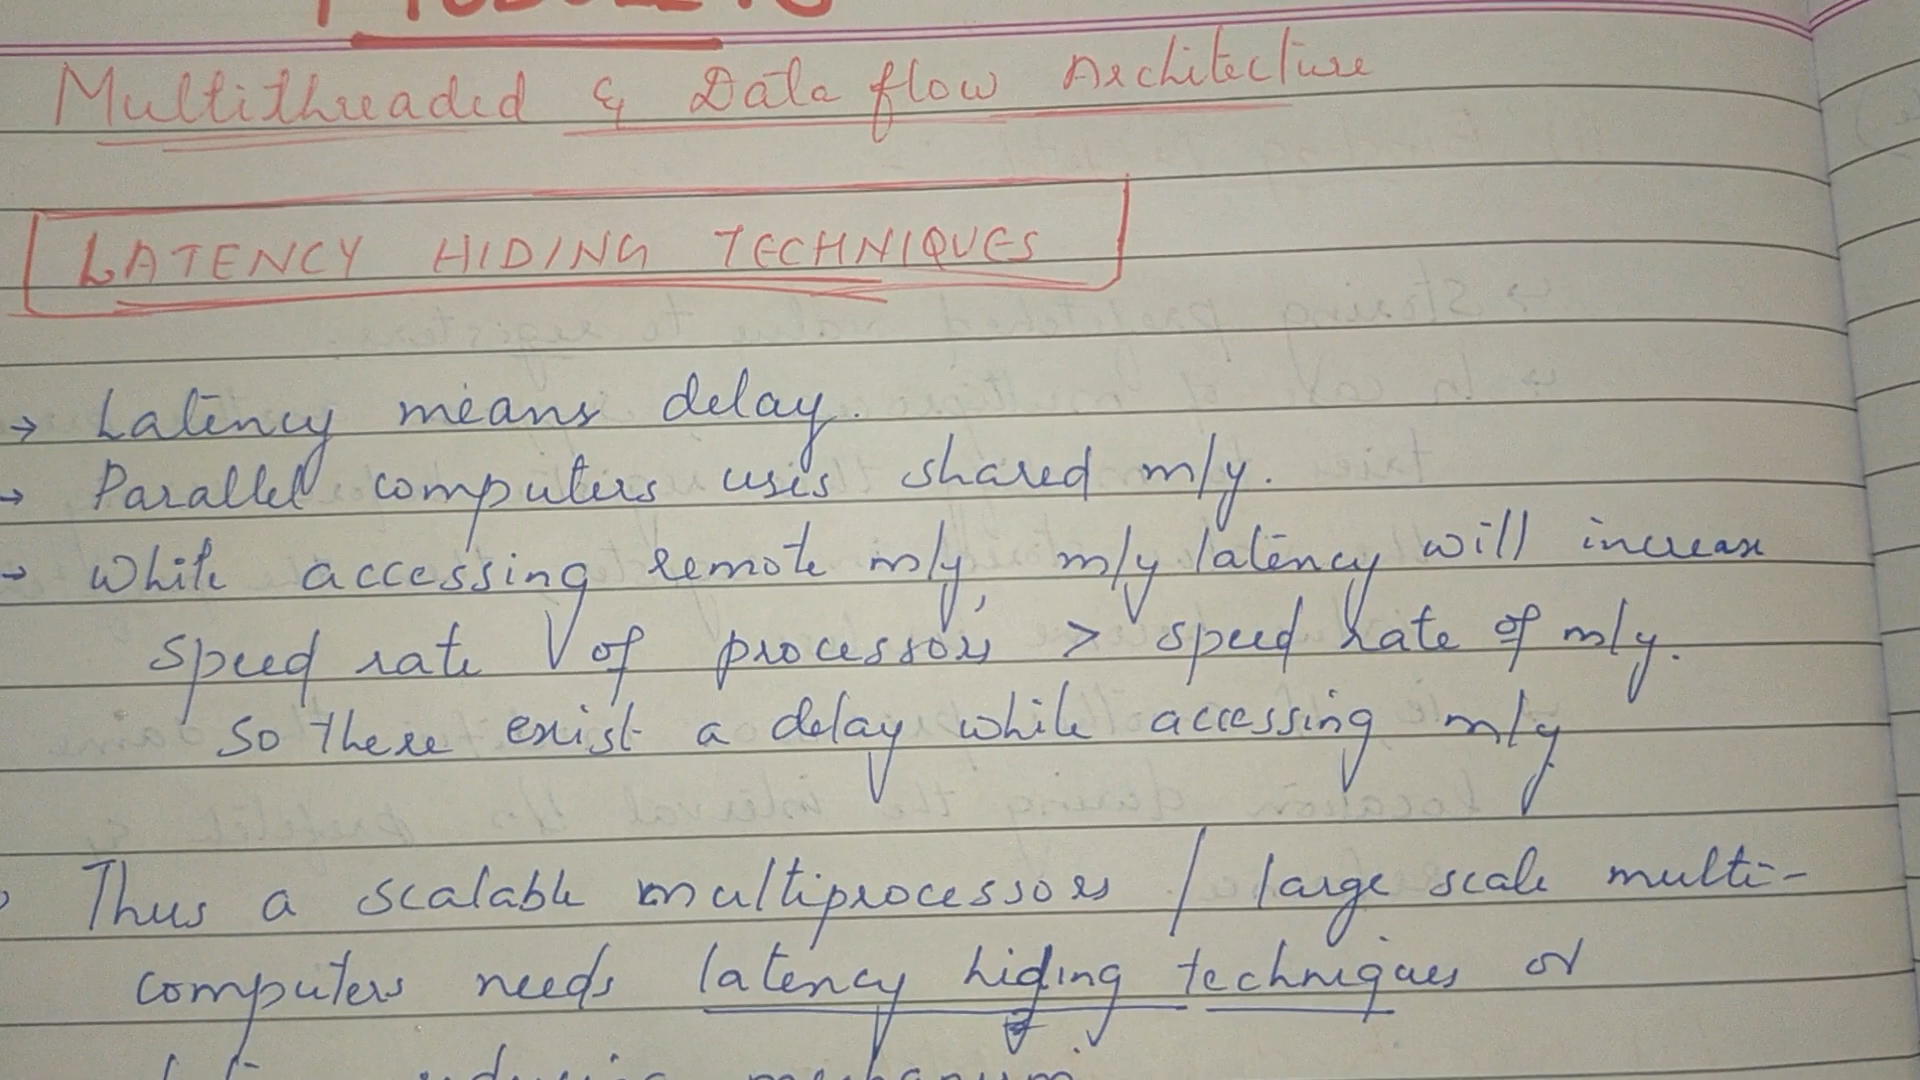 Multithreaded & Data flow Architecture
LATENCY HIDING TECHNIQUES
→ Latency means delay.
→ Parallel computers uses shared m/y.
→ While accessing remote m/y, m/y latency will increase
speed rate of processors > speed rate of m/y.
so there exist a delay while accessing m/y
Thus a scalable multiprocessors / large scale multi-
computers needs latency hiding techniques or
reducing mechanism.